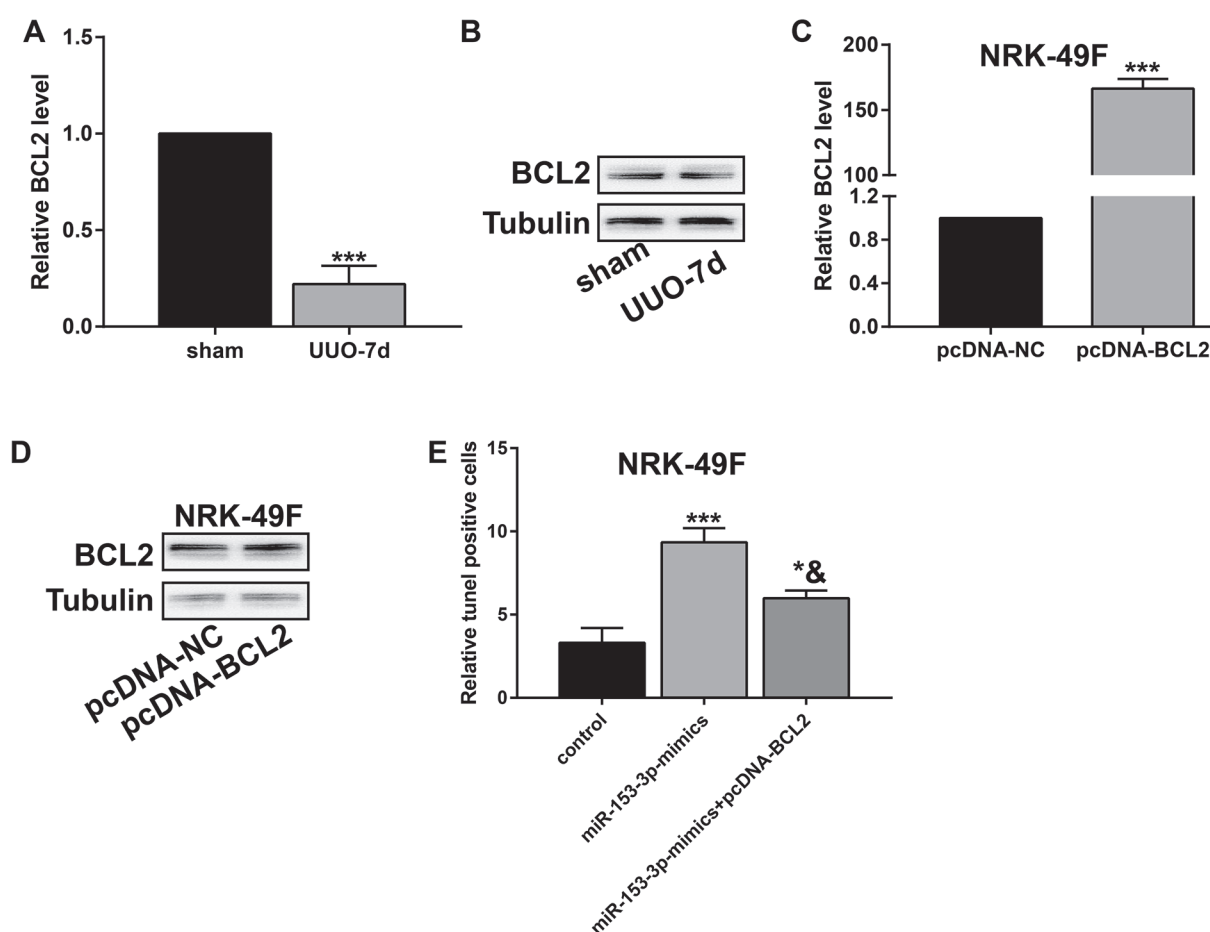 A
Relative BCL2 level
1.5
1.0
0.5
0.0
***
sham
UUO-7d
B
BCL2
Tubulin
sham
UUO-7d
C
Relative BCL2 level
NRK-49F
200
150
100
1.2
0.8
0.4
0.0
***
pcDNA-NC
pcDNA-BCL2
D
NRK-49F
BCL2
Tubulin
pcDNA-NC
pcDNA-BCL2
E
Relative tunel positive cells
NRK-49F
15
10
5
0
***
*&
control
miR-153-3p-mimics
miR-153-3p-mimics+pcDNA-BCL2